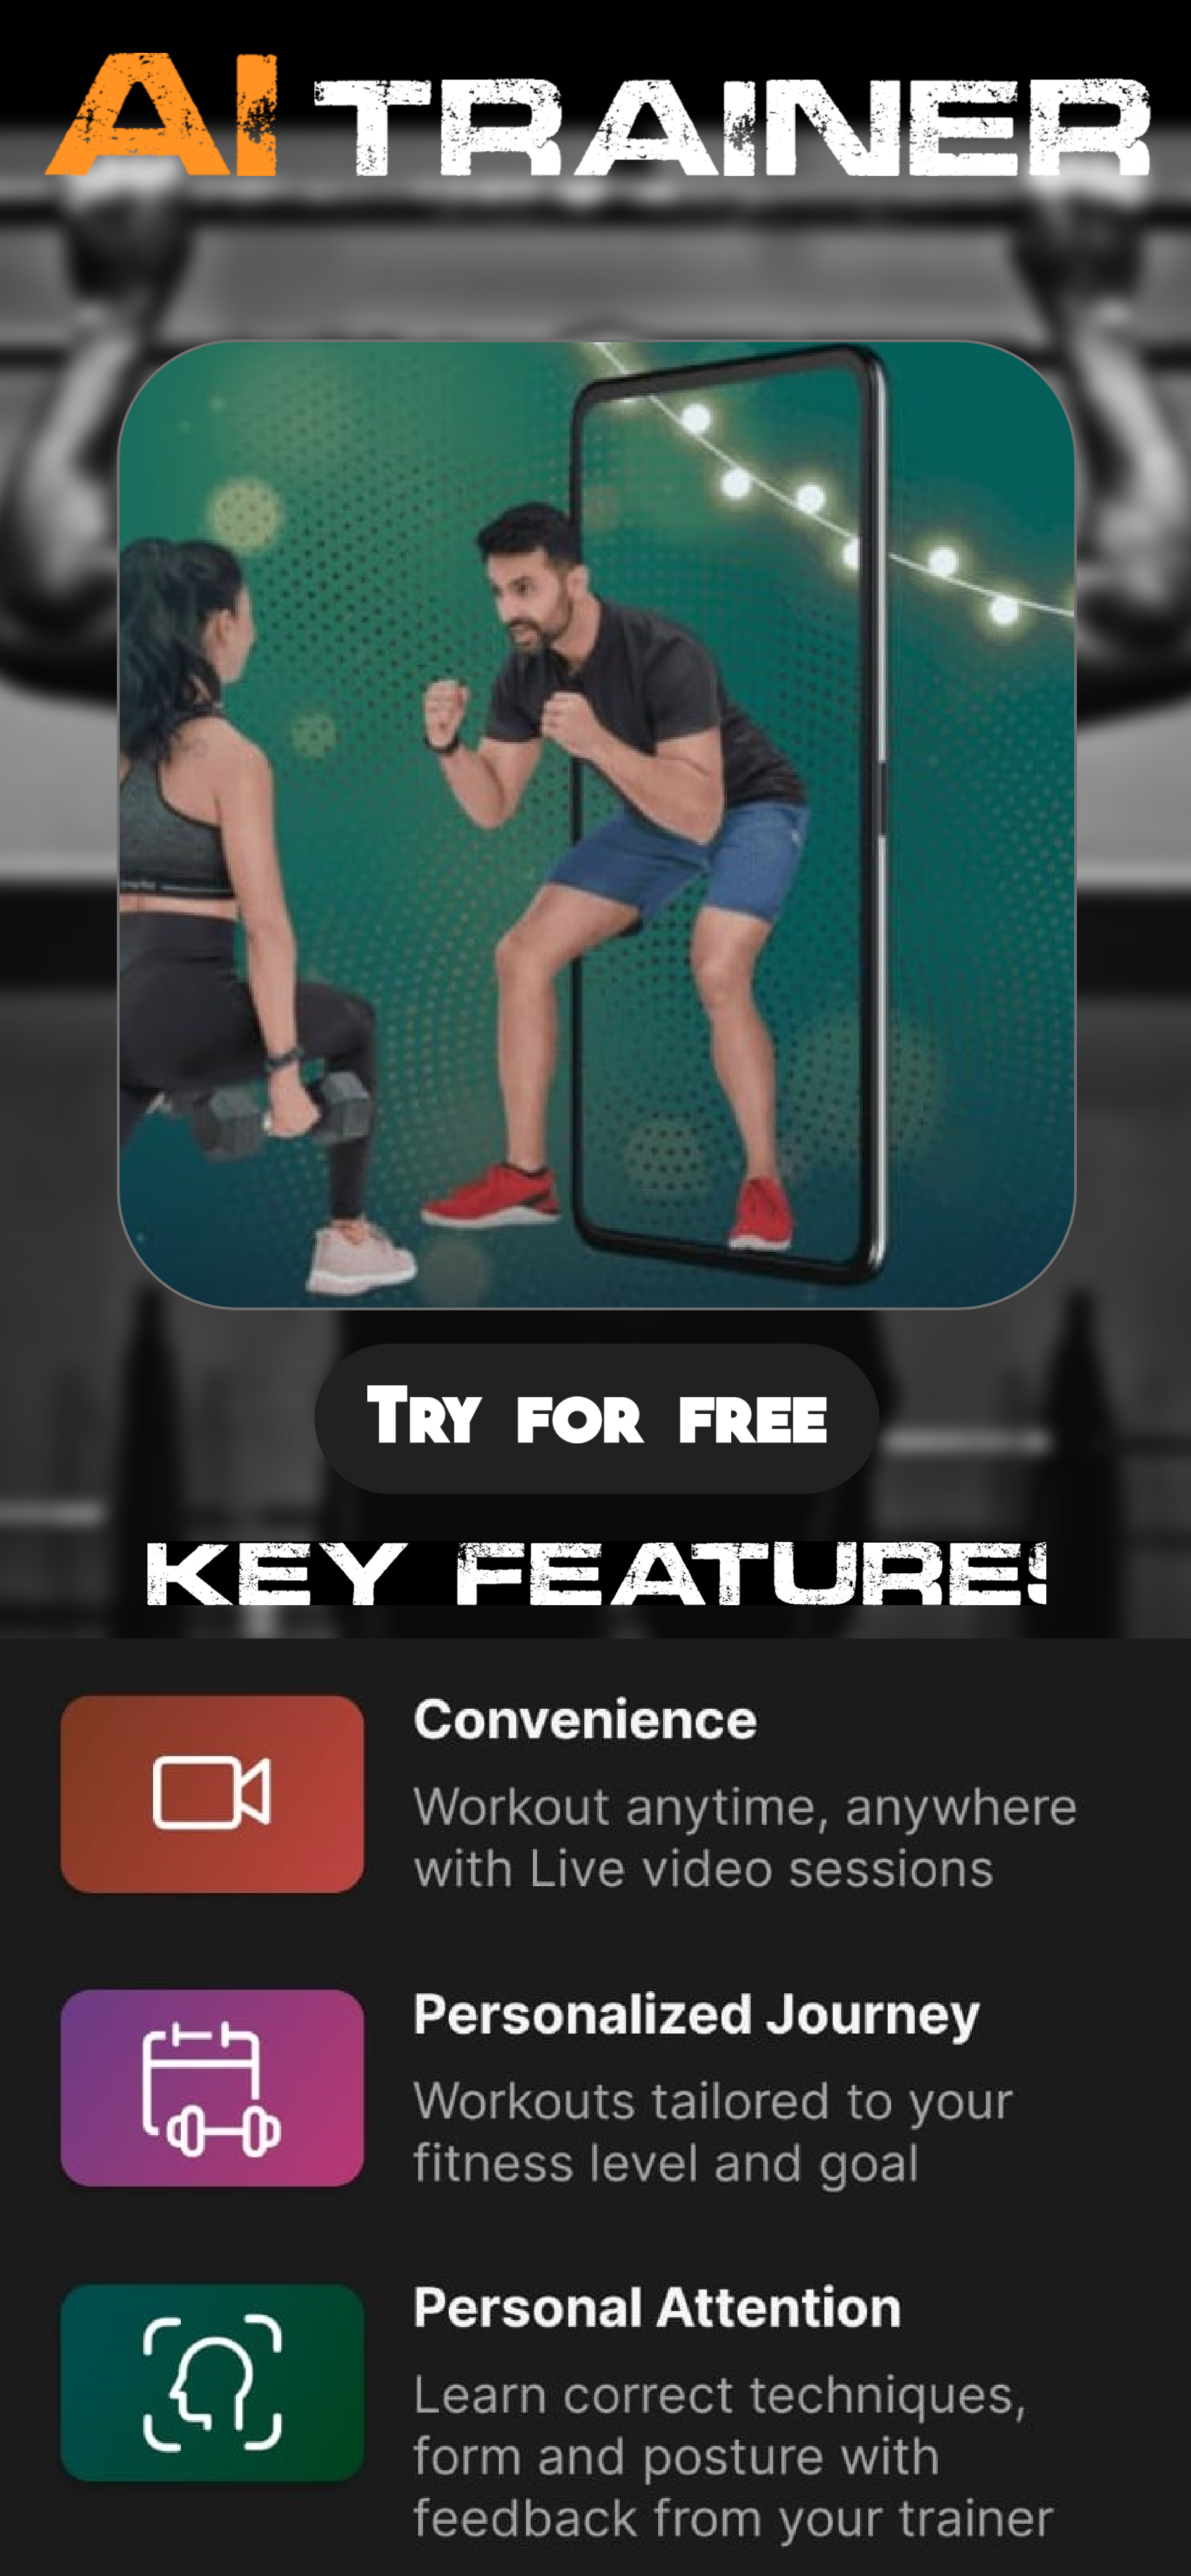 AI TRAINER
TRY FOR FREE
KEY FEATURES
Convenience
Workout anytime, anywhere
with Live video sessions
Personalized Journey
Workouts tailored to your
fitness level and goal
Personal Attention
Learn correct techniques,
form and posture with
feedback from your trainer